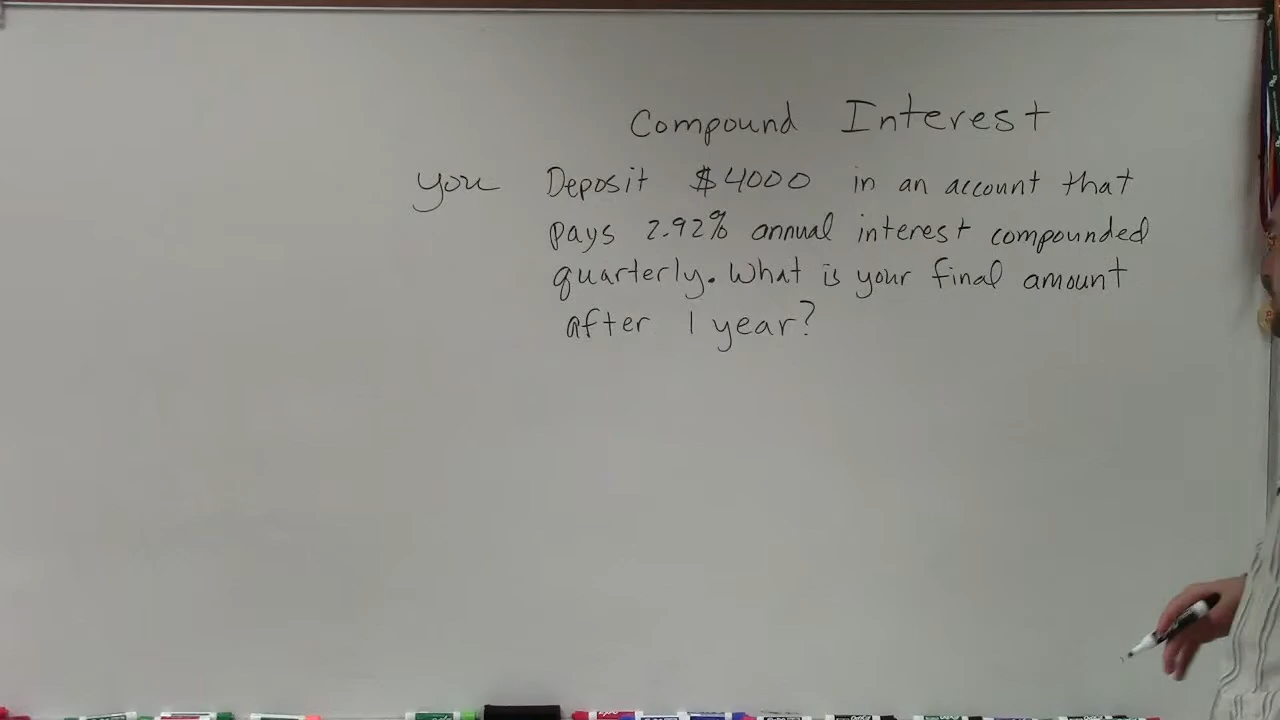 Compound Interest
you Deposit $4000 in an account that
pays 2.92% annual interest compounded
quarterly. What is your final amount
after 1 year?